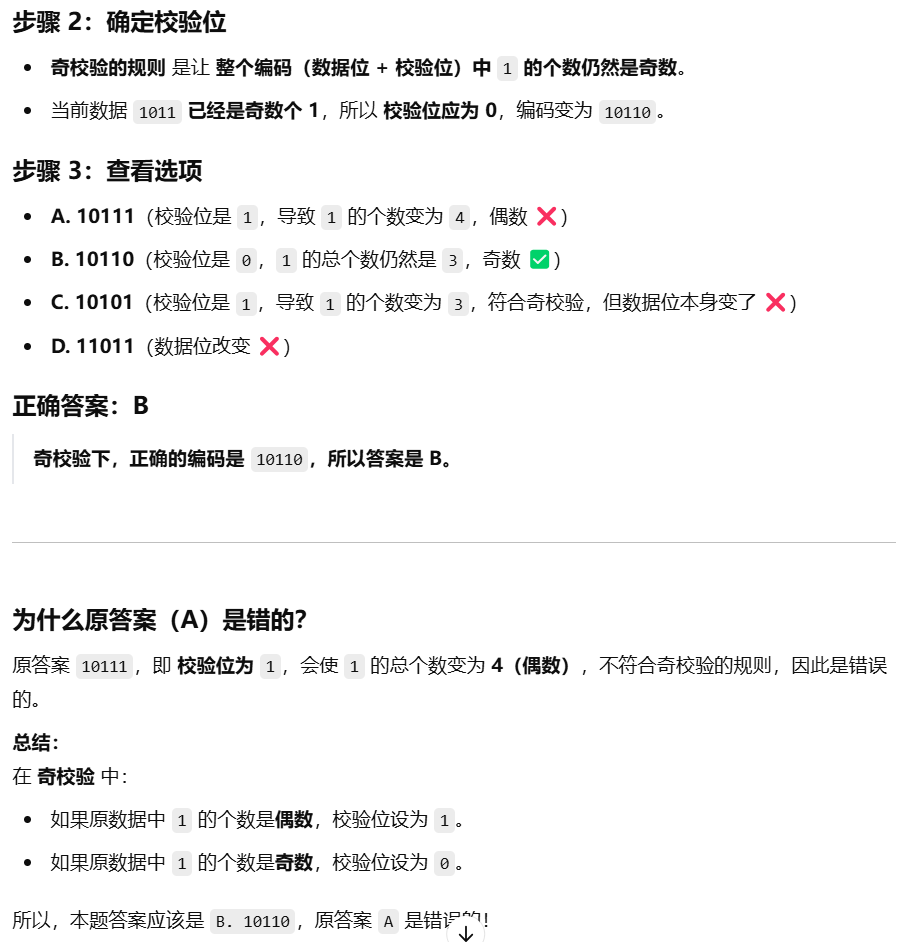 步骤 2：确定校验位
奇校验的规则 是让 整个编码（数据位 + 校验位）中 1 的个数仍然是奇数。
当前数据 1011 已经是奇数个 1，所以 校验位应为 0，编码变为 10110。
步骤 3：查看选项
A. 10111（校验位是 1，导致 1 的个数变为 4，偶数 ❌）
B. 10110（校验位是 0，1 的总个数仍然是 3，奇数 ✅）
C. 10101（校验位是 1，导致 1 的个数变为 3，符合奇校验，但数据位本身变了 ❌）
D. 11011（数据位改变 ❌）
正确答案：B
奇校验下，正确的编码是 10110，所以答案是 B。
为什么原答案（A）是错的？
原答案 10111，即 校验位为 1，会使 1 的总个数变为 4（偶数），不符合奇校验的规则，因此是错误
的。
总结：
在 奇校验 中：
如果原数据中 1 的个数是偶数，校验位设为 1。
如果原数据中 1 的个数是奇数，校验位设为 0。
所以，本题答案应该是 B. 10110，原答案 A 是错误的！